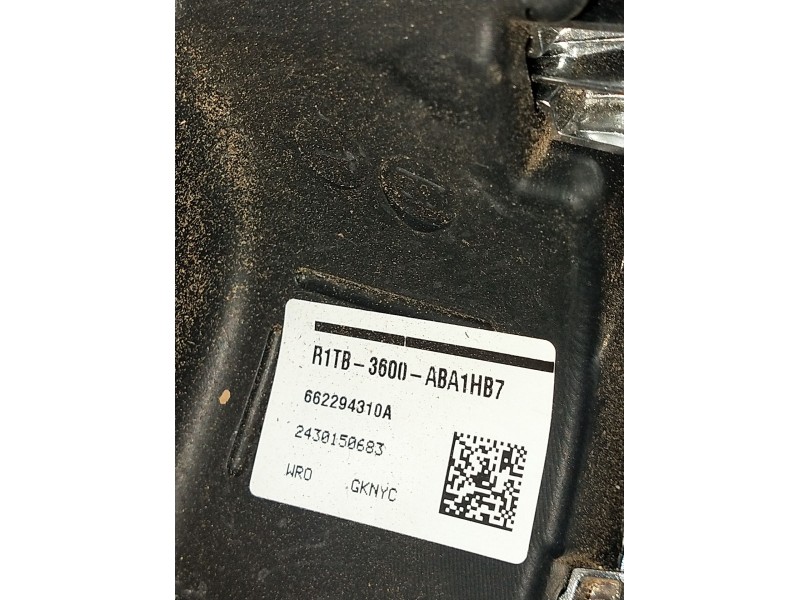 R1TB-3600-ABA1HB7
662294310A
2430150683
WRO GKNYC